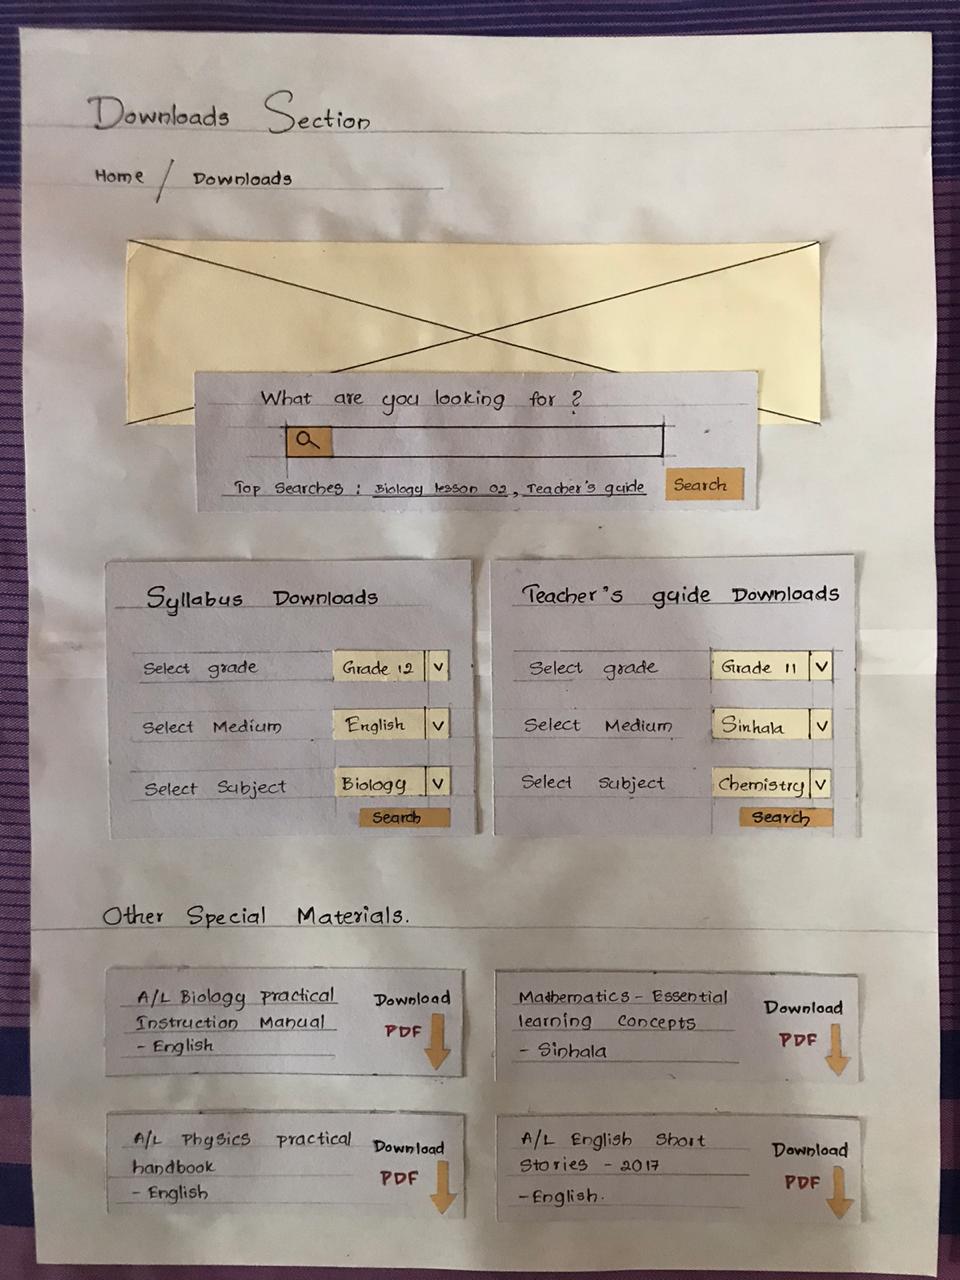 Downloads Section
Home / Downloads
What are you looking for ?
Top Searches : Biology lesson 02, Teacher's guide
Search
Syllabus Downloads
Select grade
Grade 12
V
Select Medium
English
V
Select Subject
Biology
V
Search
Teacher's guide Downloads
Select grade
Grade 11
V
Select Medium
Sinhala
V
Select Subject
Chemistry
V
Search
Other Special Materials.
A/L Biology practical
Instruction Manual
- English
Download
PDF
Mathematics - Essential
learning concepts
- Sinhala
Download
PDF
A/L Physics practical
handbook
- English
Download
PDF
A/L English Short
Stories - 2017
- English.
Download
PDF